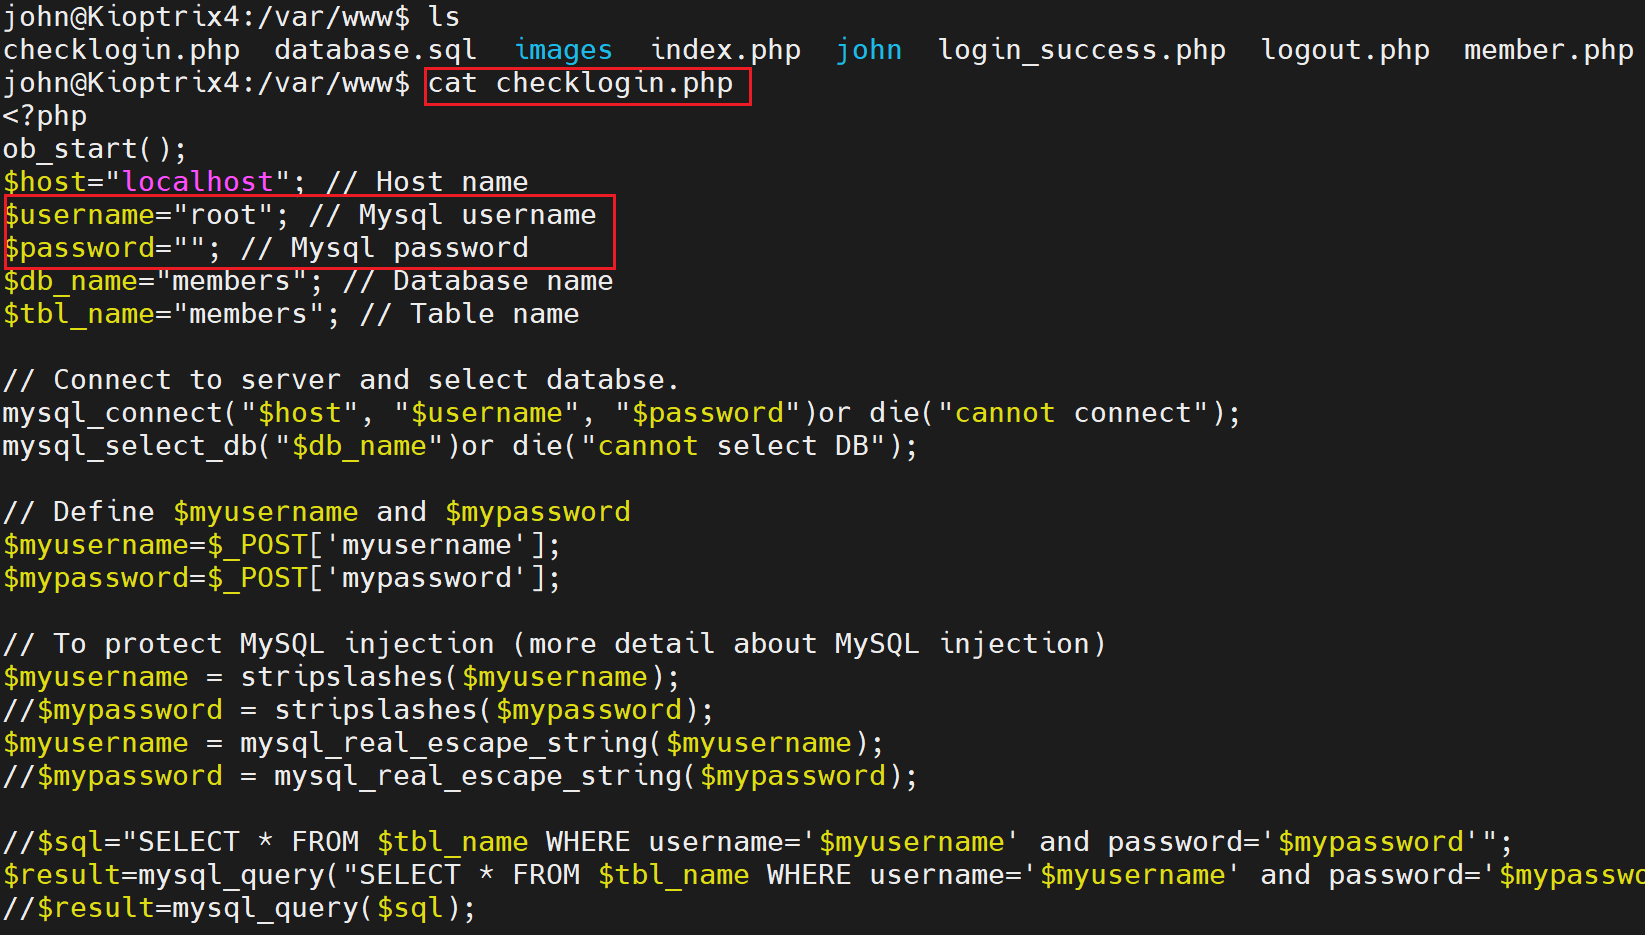 john@Kioptrix4:/var/www$ ls
checklogin.php  database.sql  images  index.php  john  login_success.php  logout.php  member.php
john@Kioptrix4:/var/www$ cat checklogin.php
<?php
ob_start();
$host="localhost"; // Host name
$username="root"; // Mysql username
$password=""; // Mysql password
$db_name="members"; // Database name
$tbl_name="members"; // Table name

// Connect to server and select databse.
mysql_connect("$host", "$username", "$password")or die("cannot connect");
mysql_select_db("$db_name")or die("cannot select DB");

// Define $myusername and $mypassword
$myusername=$_POST['myusername'];
$mypassword=$_POST['mypassword'];

// To protect MySQL injection (more detail about MySQL injection)
$myusername = stripslashes($myusername);
//$mypassword = stripslashes($mypassword);
$myusername = mysql_real_escape_string($myusername);
//$mypassword = mysql_real_escape_string($mypassword);

//$sql="SELECT * FROM $tbl_name WHERE username='$myusername' and password='$mypassword'";
$result=mysql_query("SELECT * FROM $tbl_name WHERE username='$myusername' and password='$mypassw
//$result=mysql_query($sql);